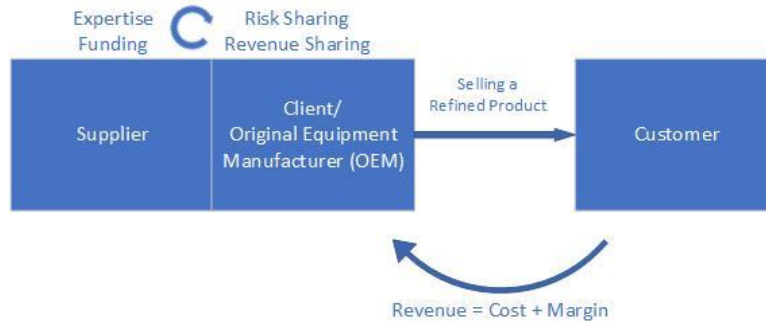 Expertise
Funding
Risk Sharing
Revenue Sharing
Supplier
Client/
Original Equipment
Manufacturer (OEM)
Selling a
Refined Product
Customer
Revenue = Cost + Margin